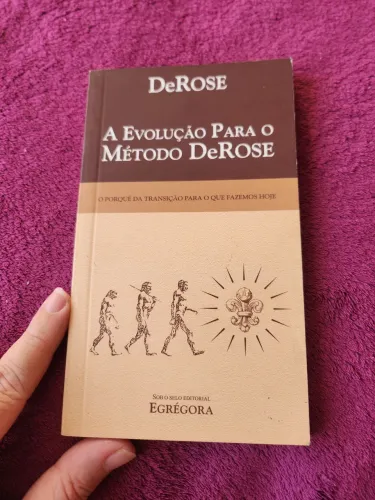 DeRose
A Evolução Para o
Método DeRose
O porquê da transição para o que fazemos hoje
Sob o selo editorial
Egrégora